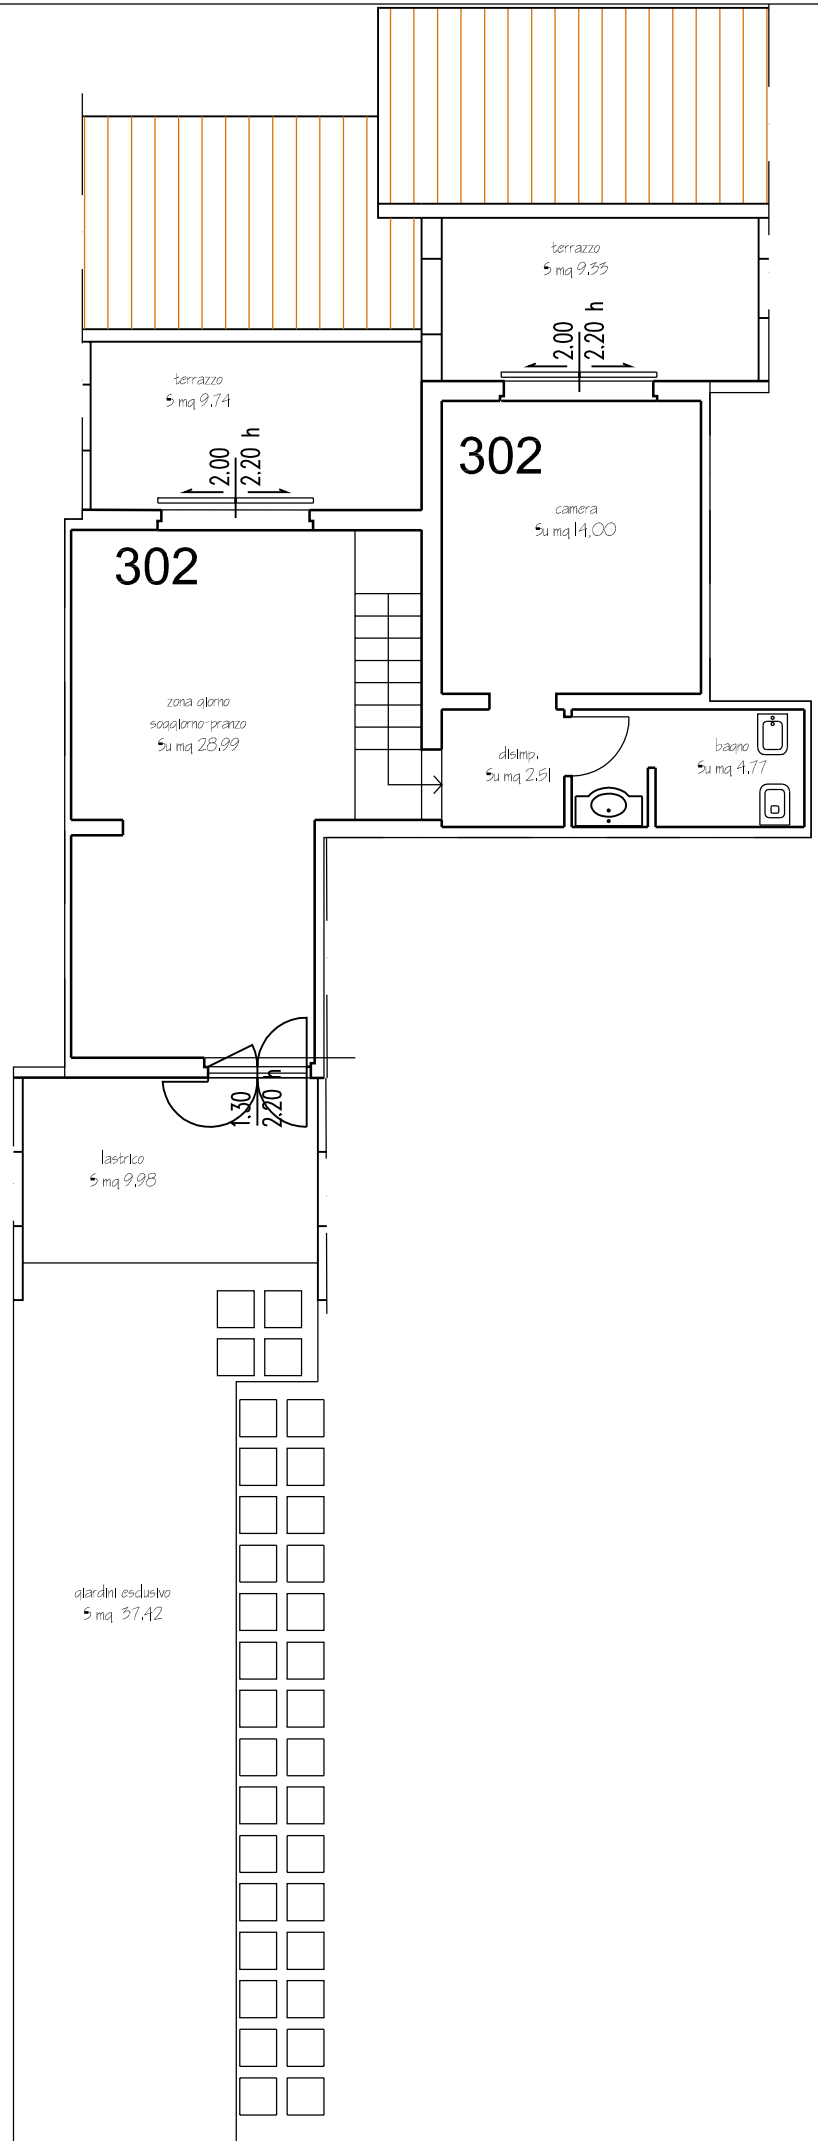 terrazzo
S mq 9.33
2.00
2.20 h
terrazzo
S mq 9.74
2.00
2.20 h
302
camera
Su mq 14,00
302
zona giorno
soggiorno-pranzo
Su mq 28.99
disimp.
Su mq 2.51
bagno
Su mq 4.77
1.30
2.20 h
lastrico
S mq 9.98
giardini esclusivo
S mq 37.42